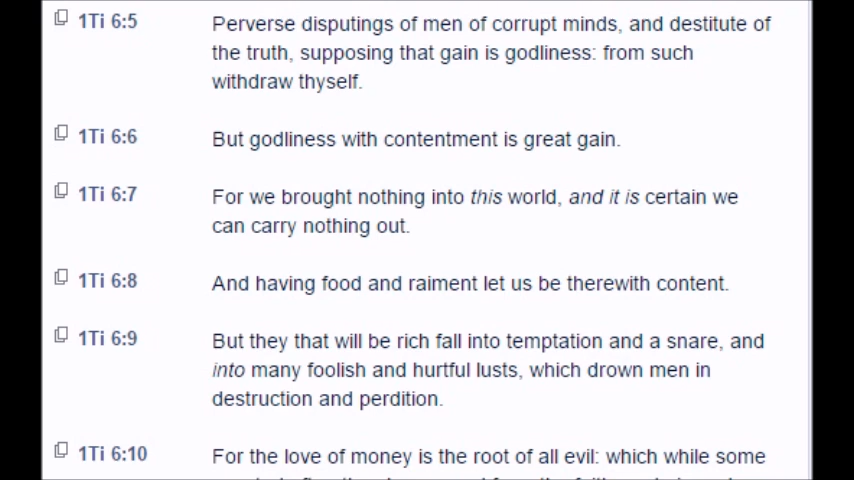 1Ti 6:5 Perverse disputings of men of corrupt minds, and destitute of
the truth, supposing that gain is godliness: from such
withdraw thyself.
1Ti 6:6 But godliness with contentment is great gain.
1Ti 6:7 For we brought nothing into this world, and it is certain we
can carry nothing out.
1Ti 6:8 And having food and raiment let us be therewith content.
1Ti 6:9 But they that will be rich fall into temptation and a snare, and
into many foolish and hurtful lusts, which drown men in
destruction and perdition.
1Ti 6:10 For the love of money is the root of all evil: which while some